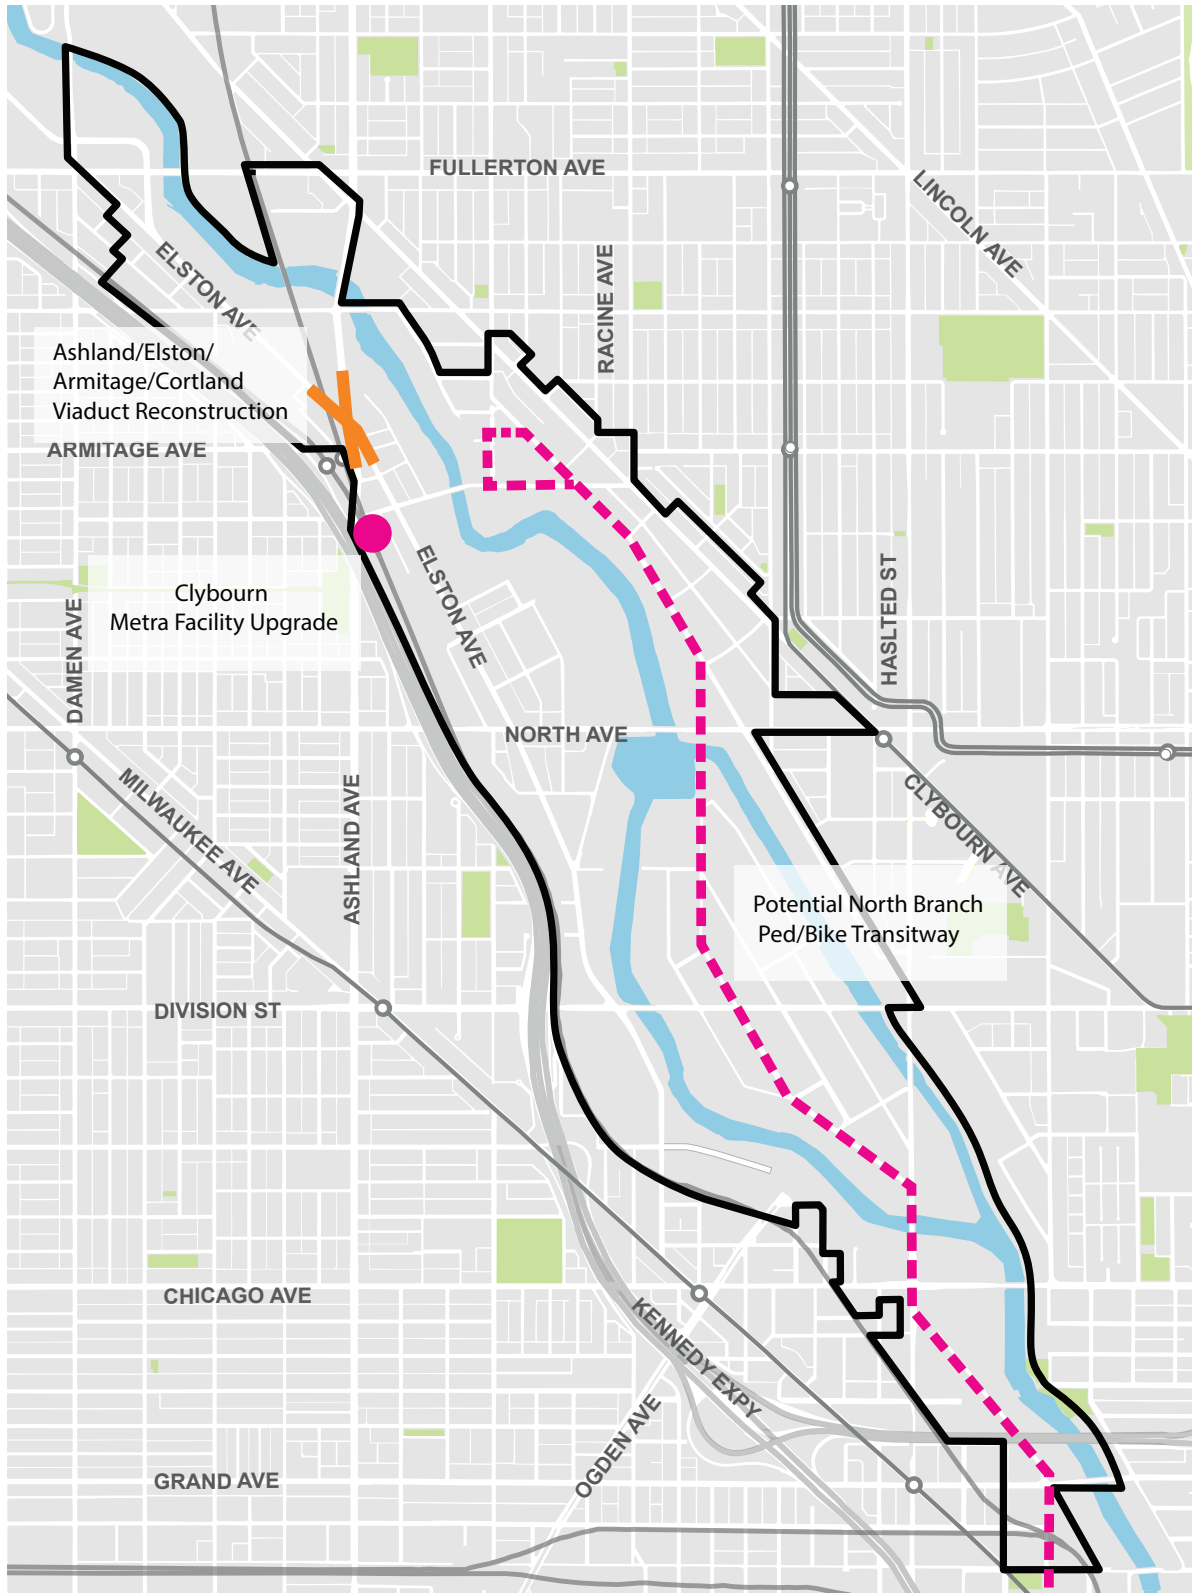 FULLERTON AVE
LINCOLN AVE
ELSTON AVE
RACINE AVE
Ashland/Elston/
Armitage/Cortland
Viaduct Reconstruction
ARMITAGE AVE
ELSTON AVE
HASLTED ST
Clybourn
Metra Facility Upgrade
DAMEN AVE
NORTH AVE
MILWAUKEE AVE
ASHLAND AVE
CLYBOURN AVE
Potential North Branch
Ped/Bike Transitway
DIVISION ST
CHICAGO AVE
KENNEDY EXPY
OGDEN AVE
GRAND AVE